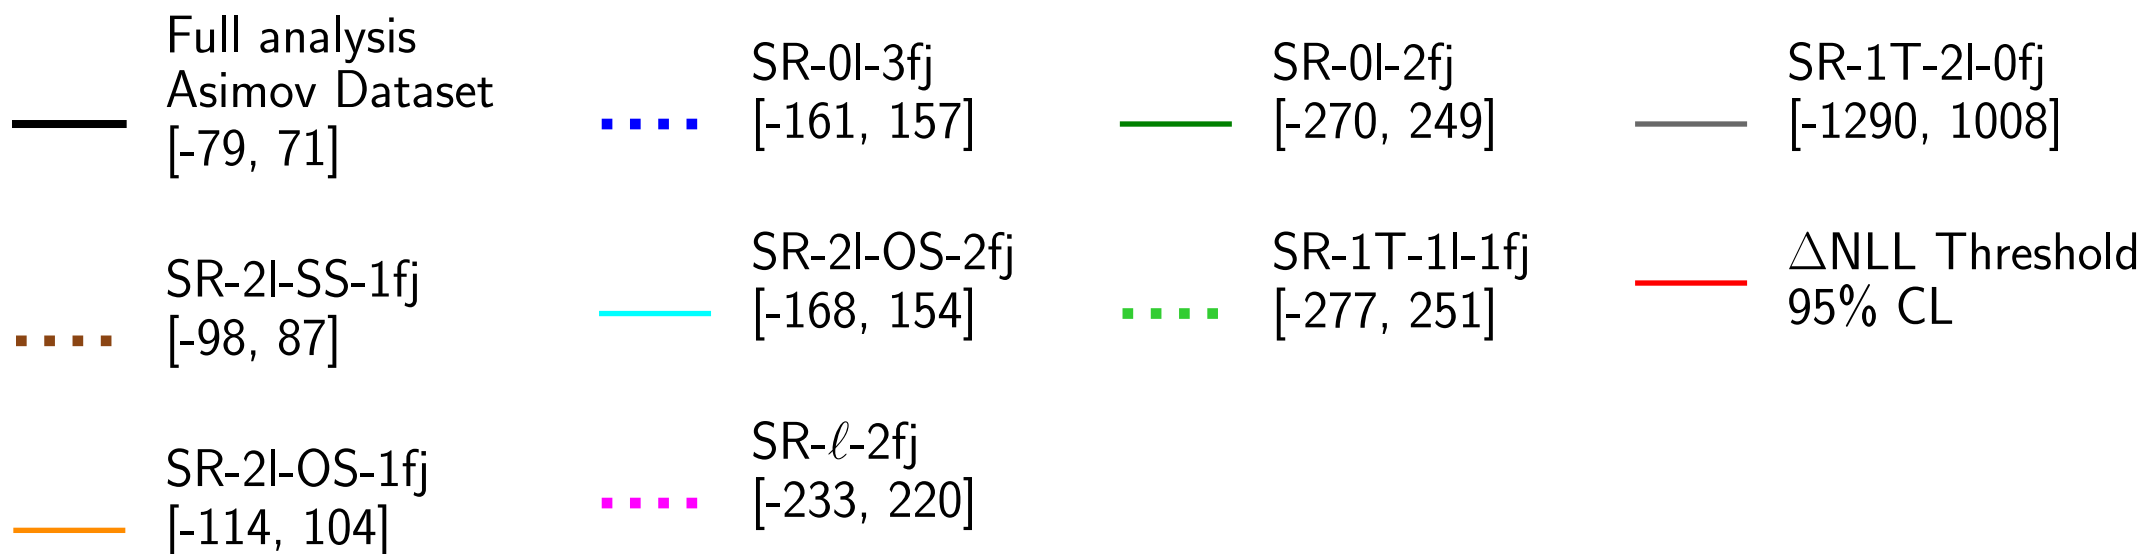 Full analysis
Asimov Dataset
[-79, 71]
SR-2l-SS-1fj
[-98, 87]
SR-2l-OS-1fj
[-114, 104]
SR-0l-3fj
[-161, 157]
SR-2l-OS-2fj
[-168, 154]
SR-ℓ-2fj
[-233, 220]
SR-0l-2fj
[-270, 249]
SR-1T-1l-1fj
[-277, 251]
SR-1T-2l-0fj
[-1290, 1008]
△NLL Threshold
95% CL